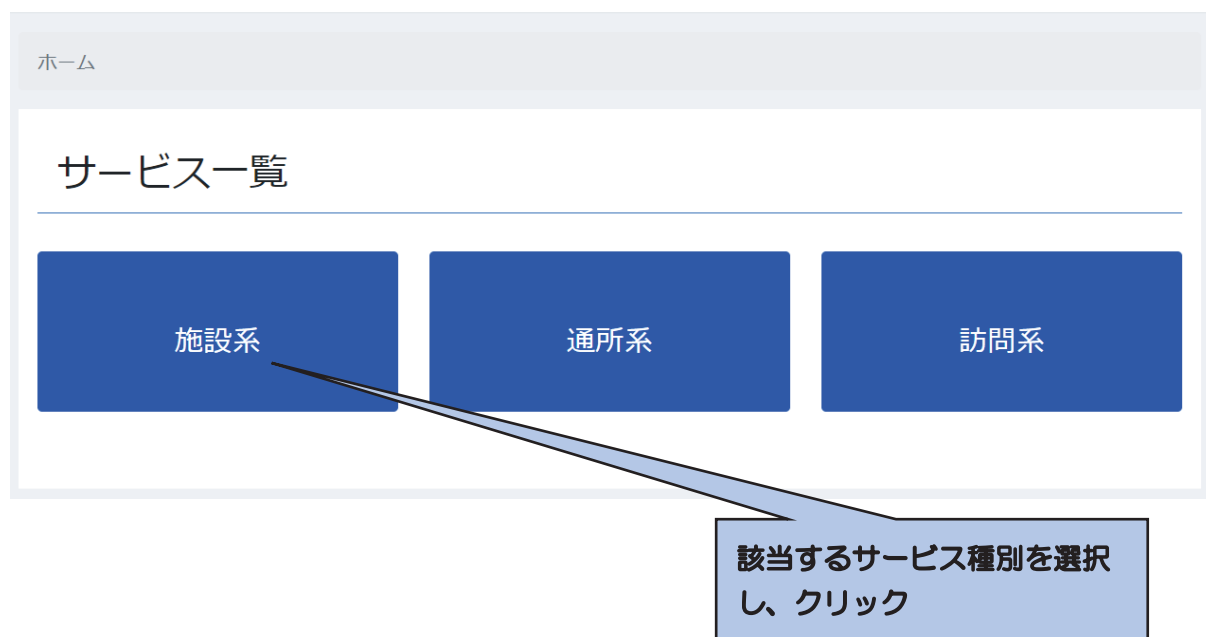 ホーム
サービス一覧
施設系
通所系
訪問系
該当するサービス種別を選択
し、クリック